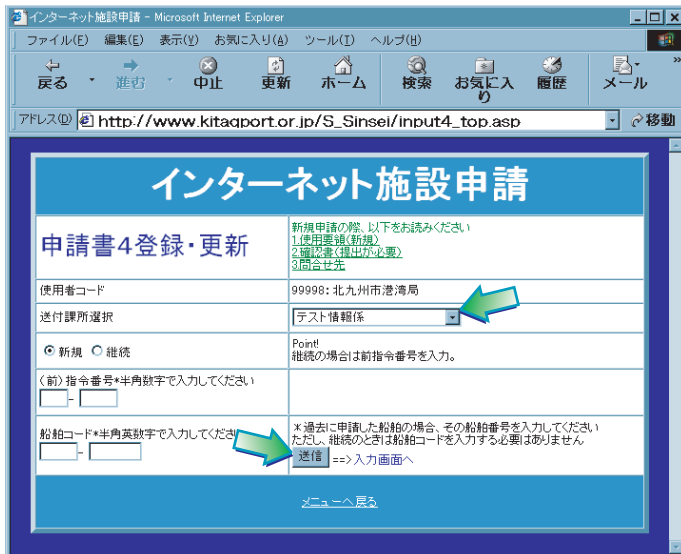 インターネット施設申請 - Microsoft Internet Explorer
ファイル(F) 編集(E) 表示(V) お気に入り(A) ツール(T) ヘルプ(H)
戻る 進む 中止 更新 ホーム 検索 お気に入り 履歴 メール »
アドレス(D) http://www.kitaqport.or.jp/S_Sinsei/input4_top.asp 移動
インターネット施設申請
申請書4登録・更新
新規申請の際、以下をお読みください
1.使用要領(新規)
2.確認書(提出が必要)
3.問合せ先
使用者コード 99998:北九州市港湾局
送付課所選択 テスト情報係
新規 継続
Point!
継続の場合は前指令番号を入力。
(前)指令番号*半角数字で入力してください
-
船舶コード*半角英数字で入力してくださ
-
*過去に申請した船舶の場合、その船舶番号を入力してください
ただし、継続のときは船舶コードを入力する必要はありません
送信 ==>入力画面へ
メニューへ戻る